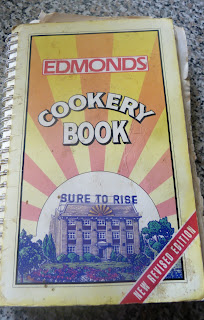 EDMONDS
COOKERY
BOOK
SURE TO RISE
NEW REVISED EDITION